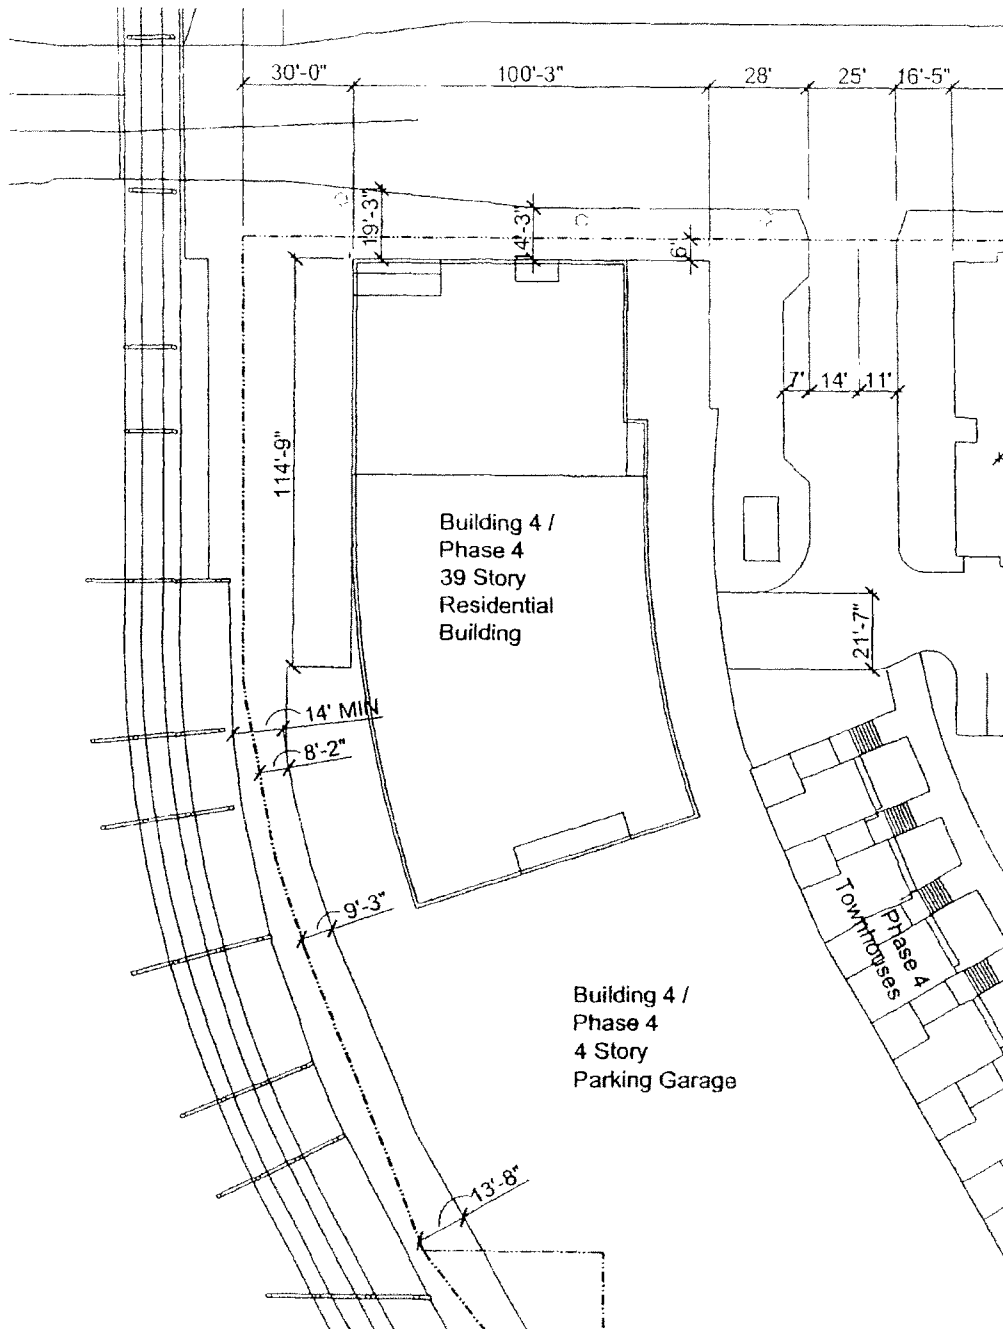 30'-0"
100'-3"
28'
25'
16'-5"
19'-3"
14'-3"
6'
7'
14'
11'
114'-9"
Building 4 /
Phase 4
39 Story
Residential
Building
21'-7"
14' MIN
8'-2"
9'-3"
Phase 4
Townhouses
Building 4 /
Phase 4
4 Story
Parking Garage
13'-8"